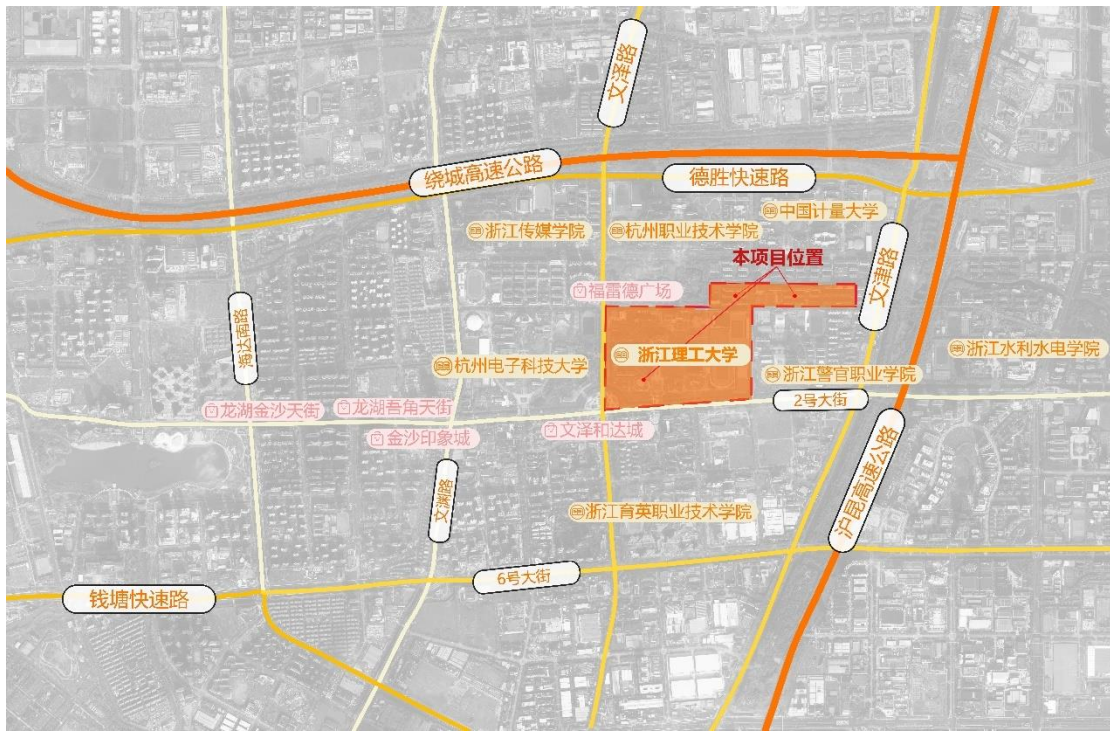 文泽路
绕城高速公路
德胜快速路
中国计量大学
浙江传媒学院
杭州职业技术学院
本项目位置
文津路
福雷德广场
海达南路
浙江理工大学
浙江水利水电学院
杭州电子科技大学
浙江警官职业学院
2号大街
龙湖金沙天街
龙湖吾角天街
金沙印象城
文泽和达城
沪昆高速公路
文渊路
浙江育英职业技术学院
6号大街
钱塘快速路